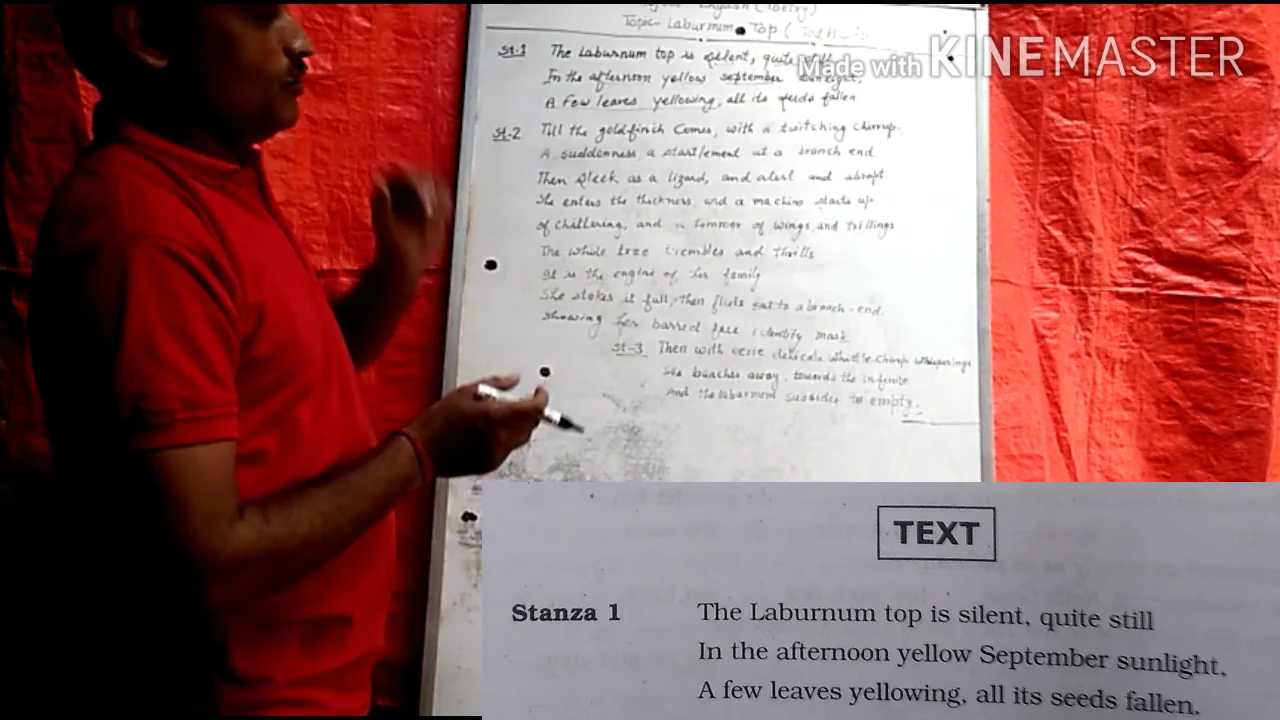 English (Poetry)
Topic- Laburnum Top (
St-1 The Laburnum top is silent, quite still
In the afternoon yellow september sunlight,
A Few leaves yellowing, all its seeds fallen
St-2 Till the goldfinch Comes, with a twitching chirrup.
A suddenness, a startlement at a branch end
Then sleek as a lizard, and alert and abrapt
She enters the thickness, and a machine starts up
of chittering, and a tremor of wings, and trillings
The whole tree trembles and thrills
It is the engine of her family
She stokes it full, then flirts out to a branch-end
Showing her barred face identity mask
St-3 Then with eerie delicate whistle-chirup whisperings
She launches away, towards the infinite
And the laburnum subsides to empty.
Made with KINEMASTER
TEXT
Stanza 1 The Laburnum top is silent, quite still
In the afternoon yellow September sunlight,
A few leaves yellowing, all its seeds fallen.